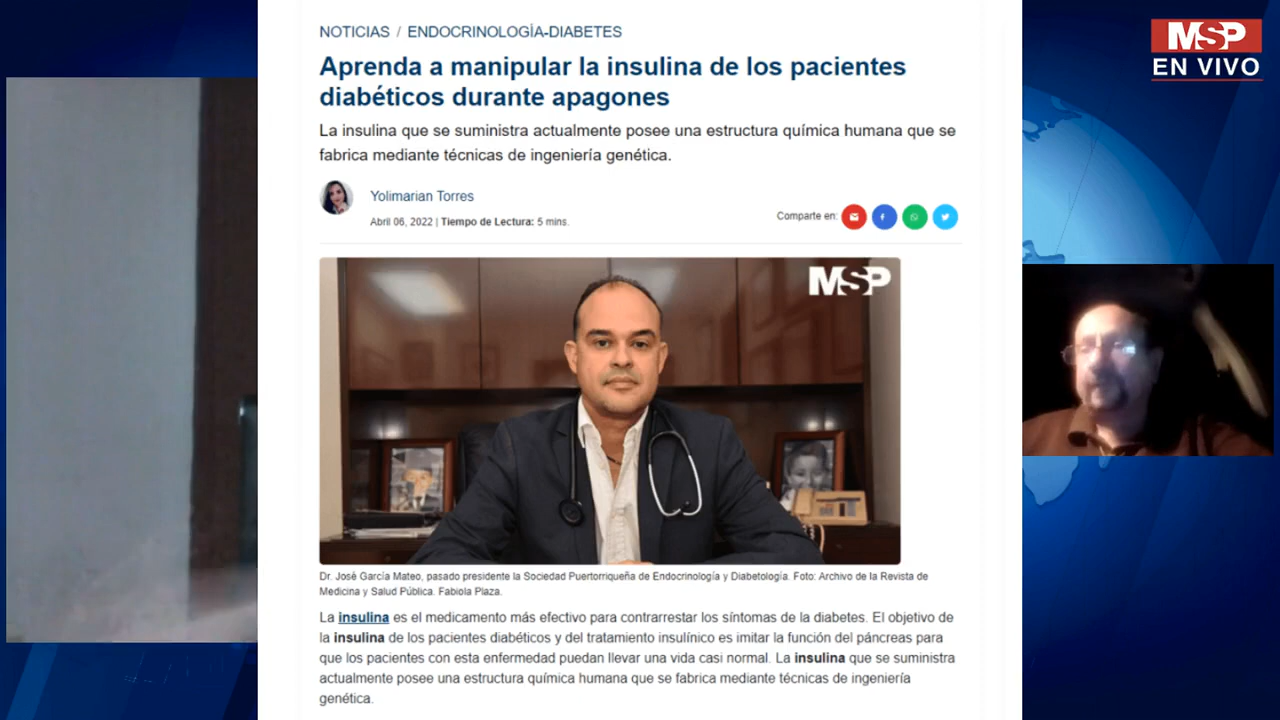 NOTICIAS / ENDOCRINOLOGÍA-DIABETES
Aprenda a manipular la insulina de los pacientes
diabéticos durante apagones
La insulina que se suministra actualmente posee una estructura química humana que se
fabrica mediante técnicas de ingeniería genética.
Yolimarian Torres
Abril 06, 2022 | Tiempo de Lectura: 5 mins.
Comparte en:
MSP
EN VIVO
MSP
Dr. José García Mateo, pasado presidente la Sociedad Puertorriqueña de Endocrinología y Diabetología. Foto: Archivo de la Revista de
Medicina y Salud Pública. Fabiola Plaza.
La insulina es el medicamento más efectivo para contrarrestar los síntomas de la diabetes. El objetivo de
la insulina de los pacientes diabéticos y del tratamiento insulínico es imitar la función del páncreas para
que los pacientes con esta enfermedad puedan llevar una vida casi normal. La insulina que se suministra
actualmente posee una estructura química humana que se fabrica mediante técnicas de ingeniería
genética.